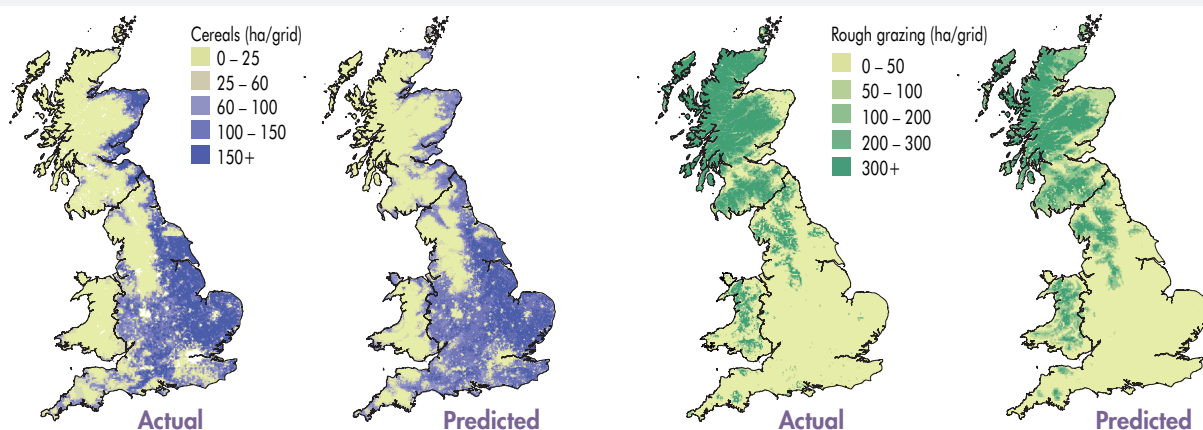 Cereals (ha/grid)
0 – 25
25 – 60
60 – 100
100 – 150
150+
Actual
Predicted
Rough grazing (ha/grid)
0 – 50
50 – 100
100 – 200
200 – 300
300+
Actual
Predicted